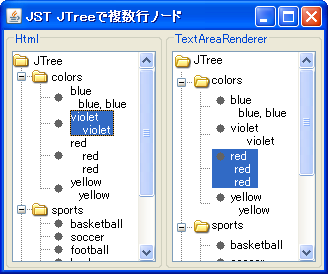 JST JTreeで複数行ノード
Html
JTree
colors
blue
blue, blue
violet
violet
red
red
red
yellow
yellow
sports
basketball
soccer
football
TextAreaRenderer
JTree
colors
blue
blue, blue
violet
violet
red
red
red
yellow
yellow
sports
basketball
soccer